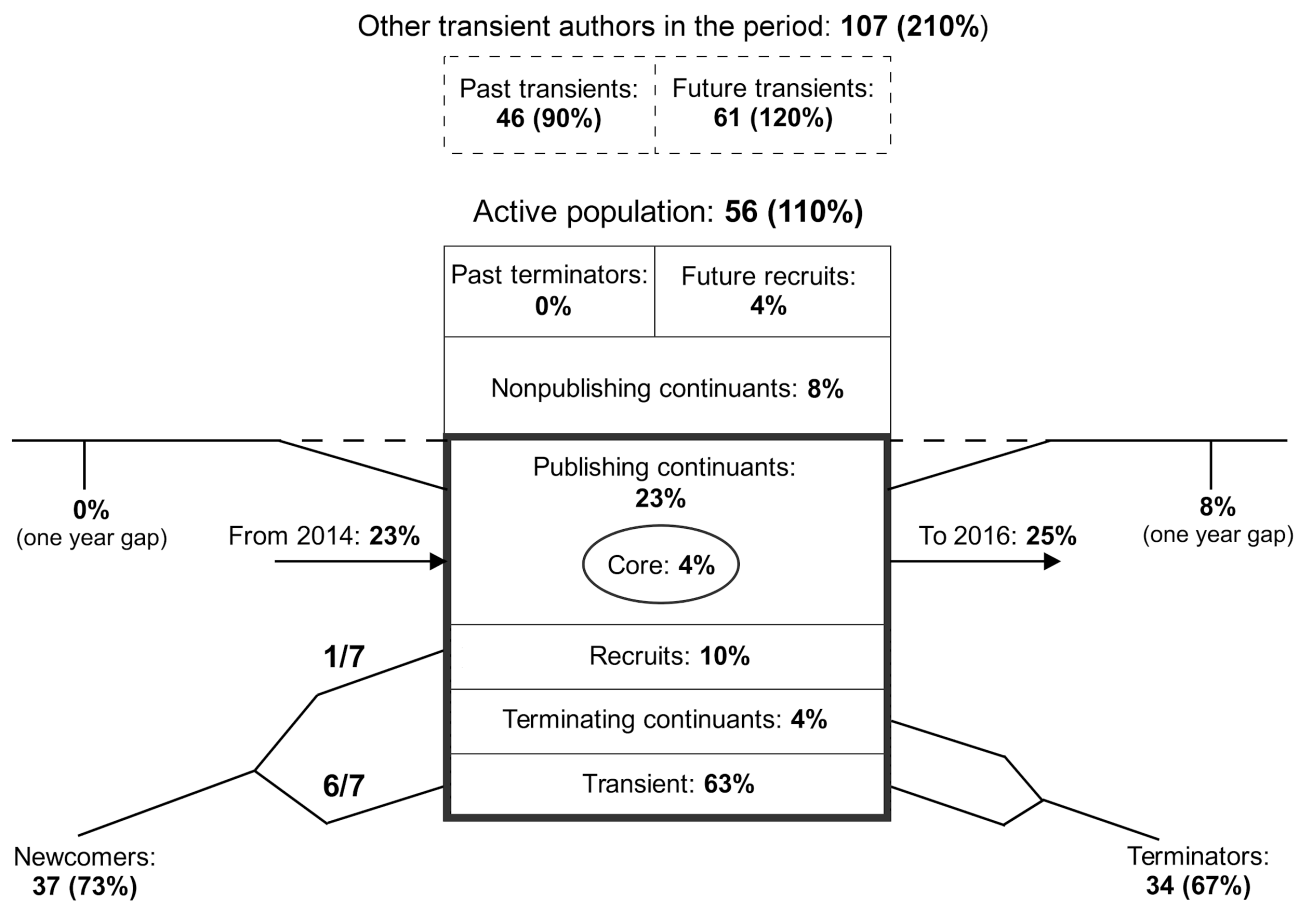 Other transient authors in the period: 107 (210%)
Past transients:
46 (90%)
Future transients:
61 (120%)
Active population: 56 (110%)
Past terminators:
0%
Future recruits:
4%
Nonpublishing continuants: 8%
Publishing continuants:
23%
0%
(one year gap)
From 2014: 23%
Core: 4%
To 2016: 25%
8%
(one year gap)
1/7
Recruits: 10%
Terminating continuants: 4%
6/7
Transient: 63%
Newcomers:
37 (73%)
Terminators:
34 (67%)